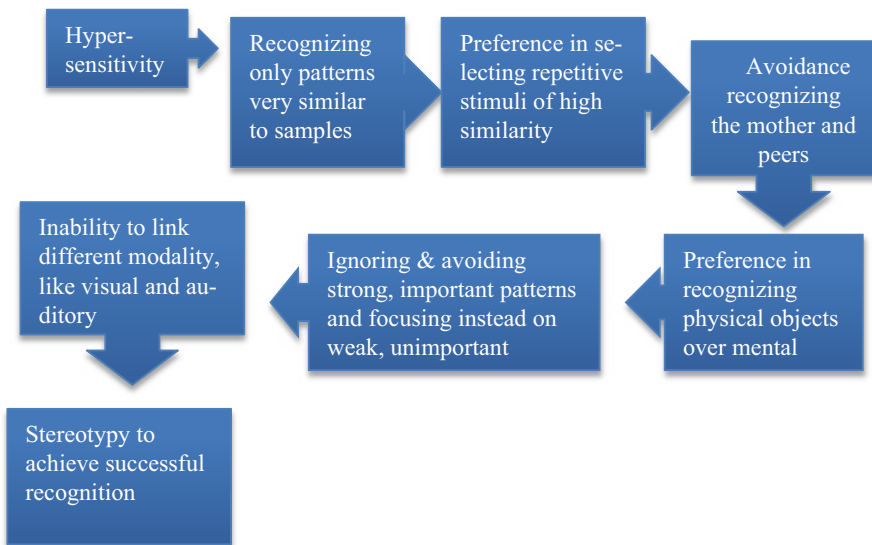 Hyper-
sensitivity
Recognizing
only patterns
very similar
to samples
Preference in se-
lecting repetitive
stimuli of high
similarity
Avoidance
recognizing
the mother and
peers
Preference in
recognizing
physical objects
over mental
Ignoring & avoiding
strong, important patterns
and focusing instead on
weak, unimportant
Inability to link
different modality,
like visual and au-
ditory
Stereotypy to
achieve successful
recognition